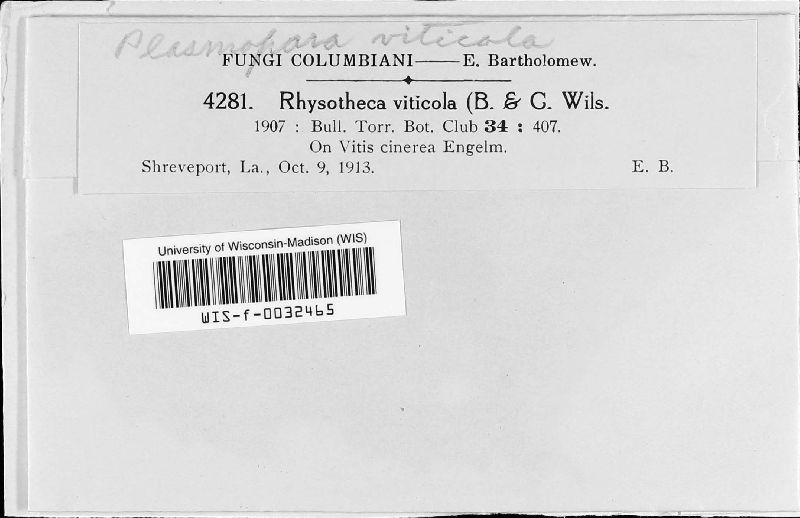 Plasmopara viticola
FUNGI COLUMBIANI—E. Bartholomew.
4281. Rhysotheca viticola (B. & C. Wils.
1907 : Bull. Torr. Bot. Club 34 : 407.
On Vitis cinerea Engelm.
Shreveport, La., Oct. 9, 1913. E. B.
University of Wisconsin-Madison (WIS)
WIS-f-0032465